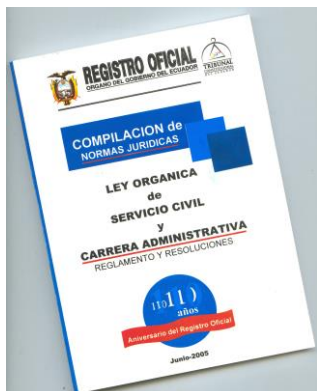 REGISTRO OFICIAL
ORGANO DEL GOBIERNO DEL ECUADOR
TRIBUNAL
COMPILACION de
NORMAS JURIDICAS
LEY ORGANICA
de
SERVICIO CIVIL
y
CARRERA ADMINISTRATIVA
REGLAMENTO Y RESOLUCIONES
años
Aniversario del Registro Oficial
Junio-2005